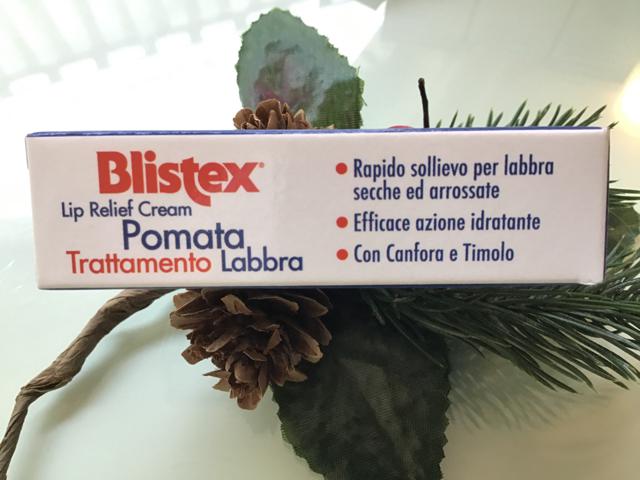 Blistex®
Lip Relief Cream
Pomata
Trattamento Labbra
• Rapido sollievo per labbra
secche ed arrossate
• Efficace azione idratante
• Con Canfora e Timolo